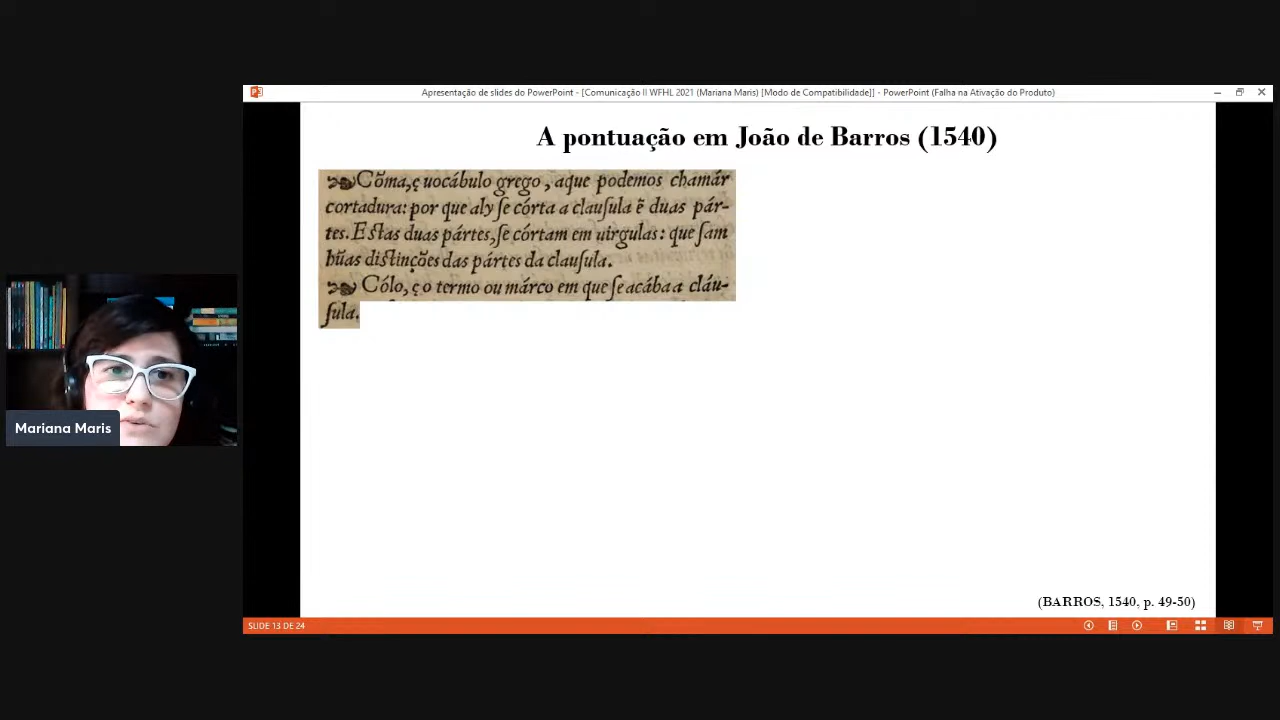 Apresentação de slides do PowerPoint - [Comunicação II WFHL 2021 (Mariana Maris) [Modo de Compatibilidade]] - PowerPoint (Falha na Ativação do Produto)
A pontuação em João de Barros (1540)
Cõma, ę uocábulo grego, aque podemos chamár
cortadura: por que aly ſe córta a clauſula ẽ duas pár-
tes. Estas duas pártes, ſe córtam em uirgulas: que ſam
hũas distinções das pártes da clauſula.
Cólo, ę o termo ou márco em que ſe acába a cláu-
ſula.
Mariana Maris
(BARROS, 1540, p. 49-50)
SLIDE 13 DE 24